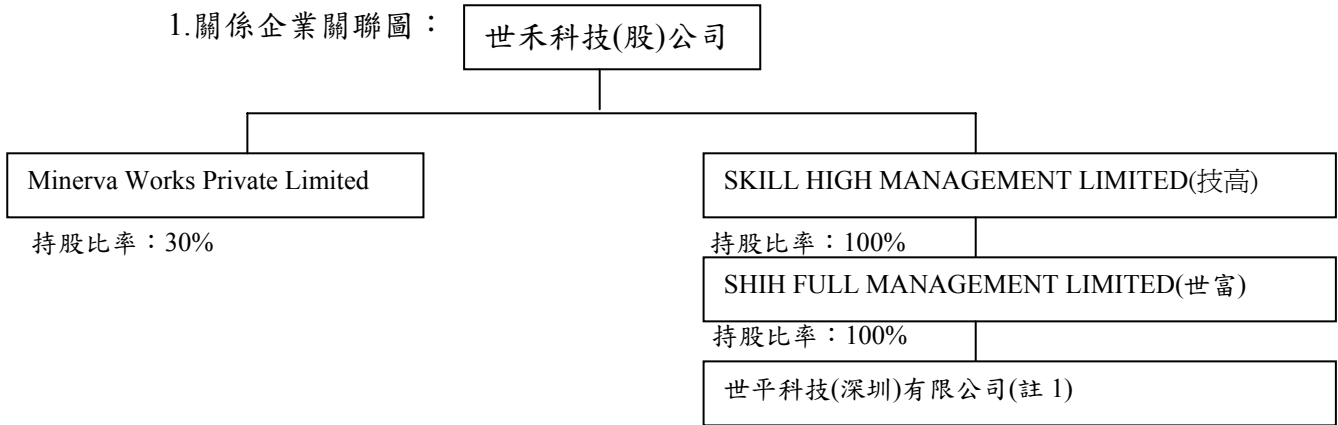 1.關係企業關聯圖：
世禾科技(股)公司
Minerva Works Private Limited
持股比率：30%
SKILL HIGH MANAGEMENT LIMITED(技高)
持股比率：100%
SHIH FULL MANAGEMENT LIMITED(世富)
持股比率：100%
世平科技(深圳)有限公司(註 1)